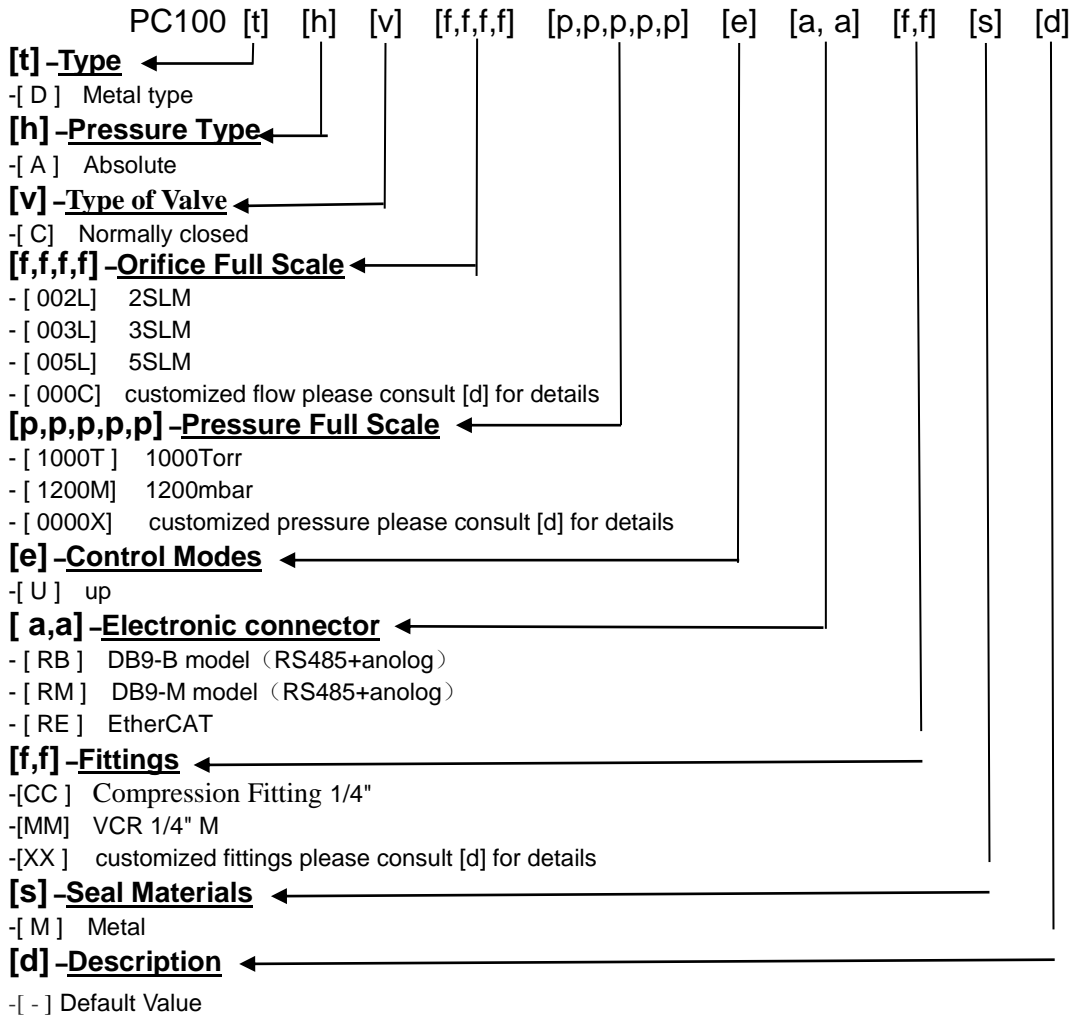 PC100 [t] [h] [v] [f,f,f,f] [p,p,p,p,p] [e] [a, a] [f,f] [s] [d]
[t] –Type
-[ D ] Metal type
[h] –Pressure Type
-[ A ] Absolute
[v] –Type of Valve
-[ C] Normally closed
[f,f,f,f] –Orifice Full Scale
- [ 002L] 2SLM
- [ 003L] 3SLM
- [ 005L] 5SLM
- [ 000C] customized flow please consult [d] for details
[p,p,p,p,p] –Pressure Full Scale
- [ 1000T ] 1000Torr
- [ 1200M] 1200mbar
- [ 0000X] customized pressure please consult [d] for details
[e] –Control Modes
-[ U ] up
[ a,a] –Electronic connector
- [ RB ] DB9-B model（RS485+anolog）
- [ RM ] DB9-M model（RS485+anolog）
- [ RE ] EtherCAT
[f,f] –Fittings
-[CC ] Compression Fitting 1/4"
-[MM] VCR 1/4" M
-[XX ] customized fittings please consult [d] for details
[s] –Seal Materials
-[ M ] Metal
[d] –Description
-[ - ] Default Value